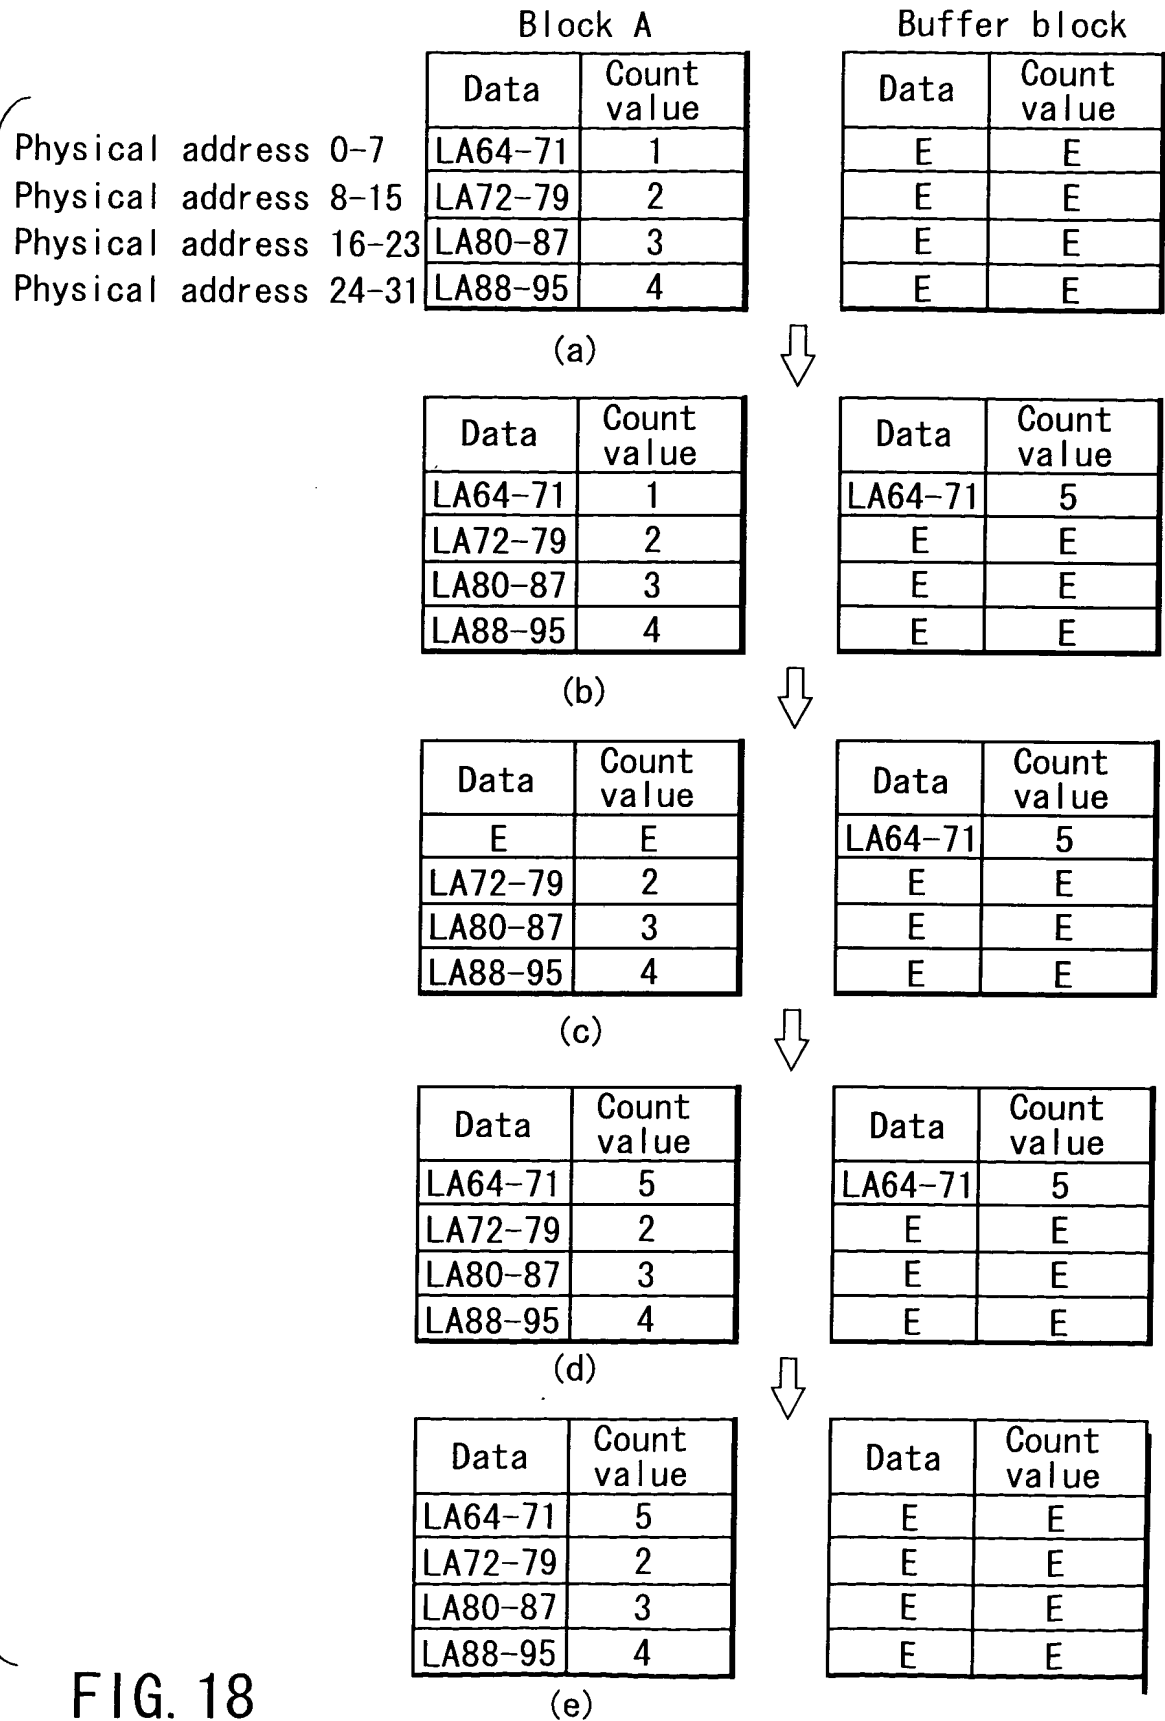 Block A Buffer block
Data Count value Data Count value
Physical address 0-7 LA64-71 1 E E
Physical address 8-15 LA72-79 2 E E
Physical address 16-23 LA80-87 3 E E
Physical address 24-31 LA88-95 4 E E
(a)
Data Count value Data Count value
LA64-71 1 LA64-71 5
LA72-79 2 E E
LA80-87 3 E E
LA88-95 4 E E
(b)
Data Count value Data Count value
E E LA64-71 5
LA72-79 2 E E
LA80-87 3 E E
LA88-95 4 E E
(c)
Data Count value Data Count value
LA64-71 5 LA64-71 5
LA72-79 2 E E
LA80-87 3 E E
LA88-95 4 E E
(d)
Data Count value Data Count value
LA64-71 5 E E
LA72-79 2 E E
LA80-87 3 E E
LA88-95 4 E E
(e)
FIG. 18